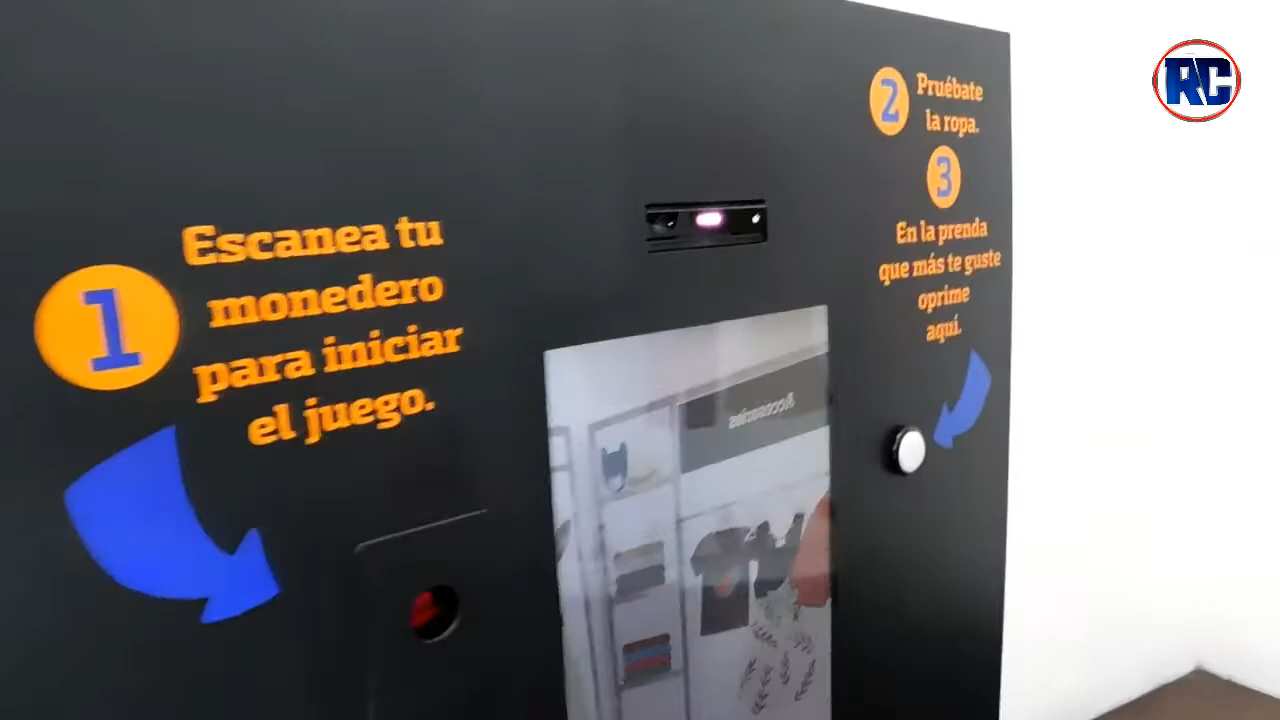 1
Escanea tu
monedero
para iniciar
el juego.
2
Pruébate
la ropa.
3
En la prenda
que más te guste
oprime
aquí.
Accesorios
RC